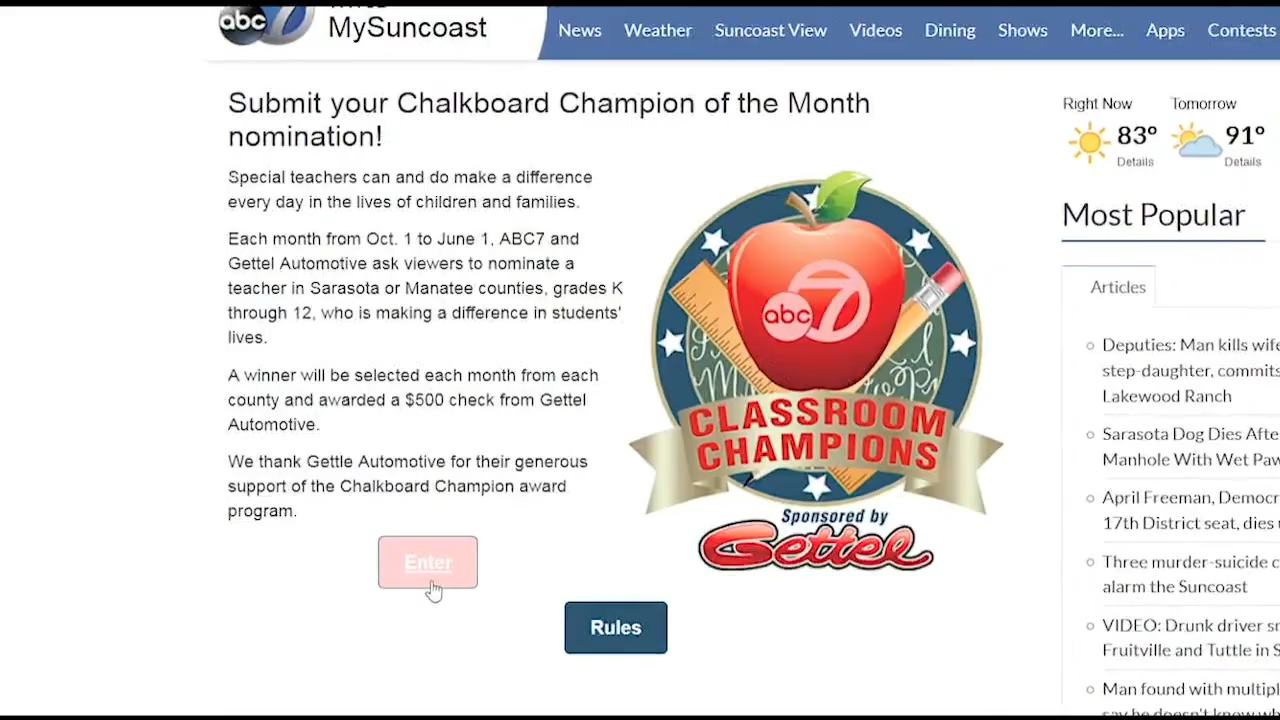 abc 7
MySuncoast
News Weather Suncoast View Videos Dining Shows More... Apps Contests
Submit your Chalkboard Champion of the Month
nomination!
Special teachers can and do make a difference
every day in the lives of children and families.
Each month from Oct. 1 to June 1, ABC7 and
Gettel Automotive ask viewers to nominate a
teacher in Sarasota or Manatee counties, grades K
through 12, who is making a difference in students'
lives.
A winner will be selected each month from each
county and awarded a $500 check from Gettel
Automotive.
We thank Gettle Automotive for their generous
support of the Chalkboard Champion award
program.
Enter
Rules
abc 7
CLASSROOM
CHAMPIONS
Sponsored by
Gettel
Right Now Tomorrow
83° 91°
Details Details
Most Popular
Articles
Deputies: Man kills wife
step-daughter, commits
Lakewood Ranch
Sarasota Dog Dies Afte
Manhole With Wet Paw
April Freeman, Democr
17th District seat, dies
Three murder-suicide c
alarm the Suncoast
VIDEO: Drunk driver sm
Fruitville and Tuttle in S
Man found with multipl
say he doesn't know wh